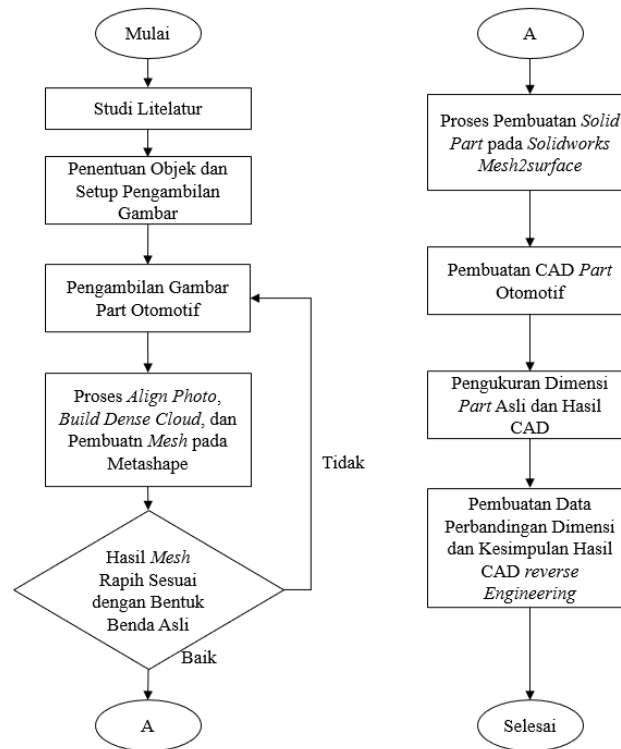 Mulai
Studi Litelatur
Penentuan Objek dan
Setup Pengambilan
Gambar
Pengambilan Gambar
Part Otomotif
Proses Align Photo,
Build Dense Cloud, dan
Pembuatn Mesh pada
Metashape
Tidak
Hasil Mesh
Rapih Sesuai
dengan Bentuk
Benda Asli
Baik
A
A
Proses Pembuatan Solid
Part pada Solidworks
Mesh2surface
Pembuatan CAD Part
Otomotif
Pengukuran Dimensi
Part Asli dan Hasil
CAD
Pembuatan Data
Perbandingan Dimensi
dan Kesimpulan Hasil
CAD reverse
Engineering
Selesai